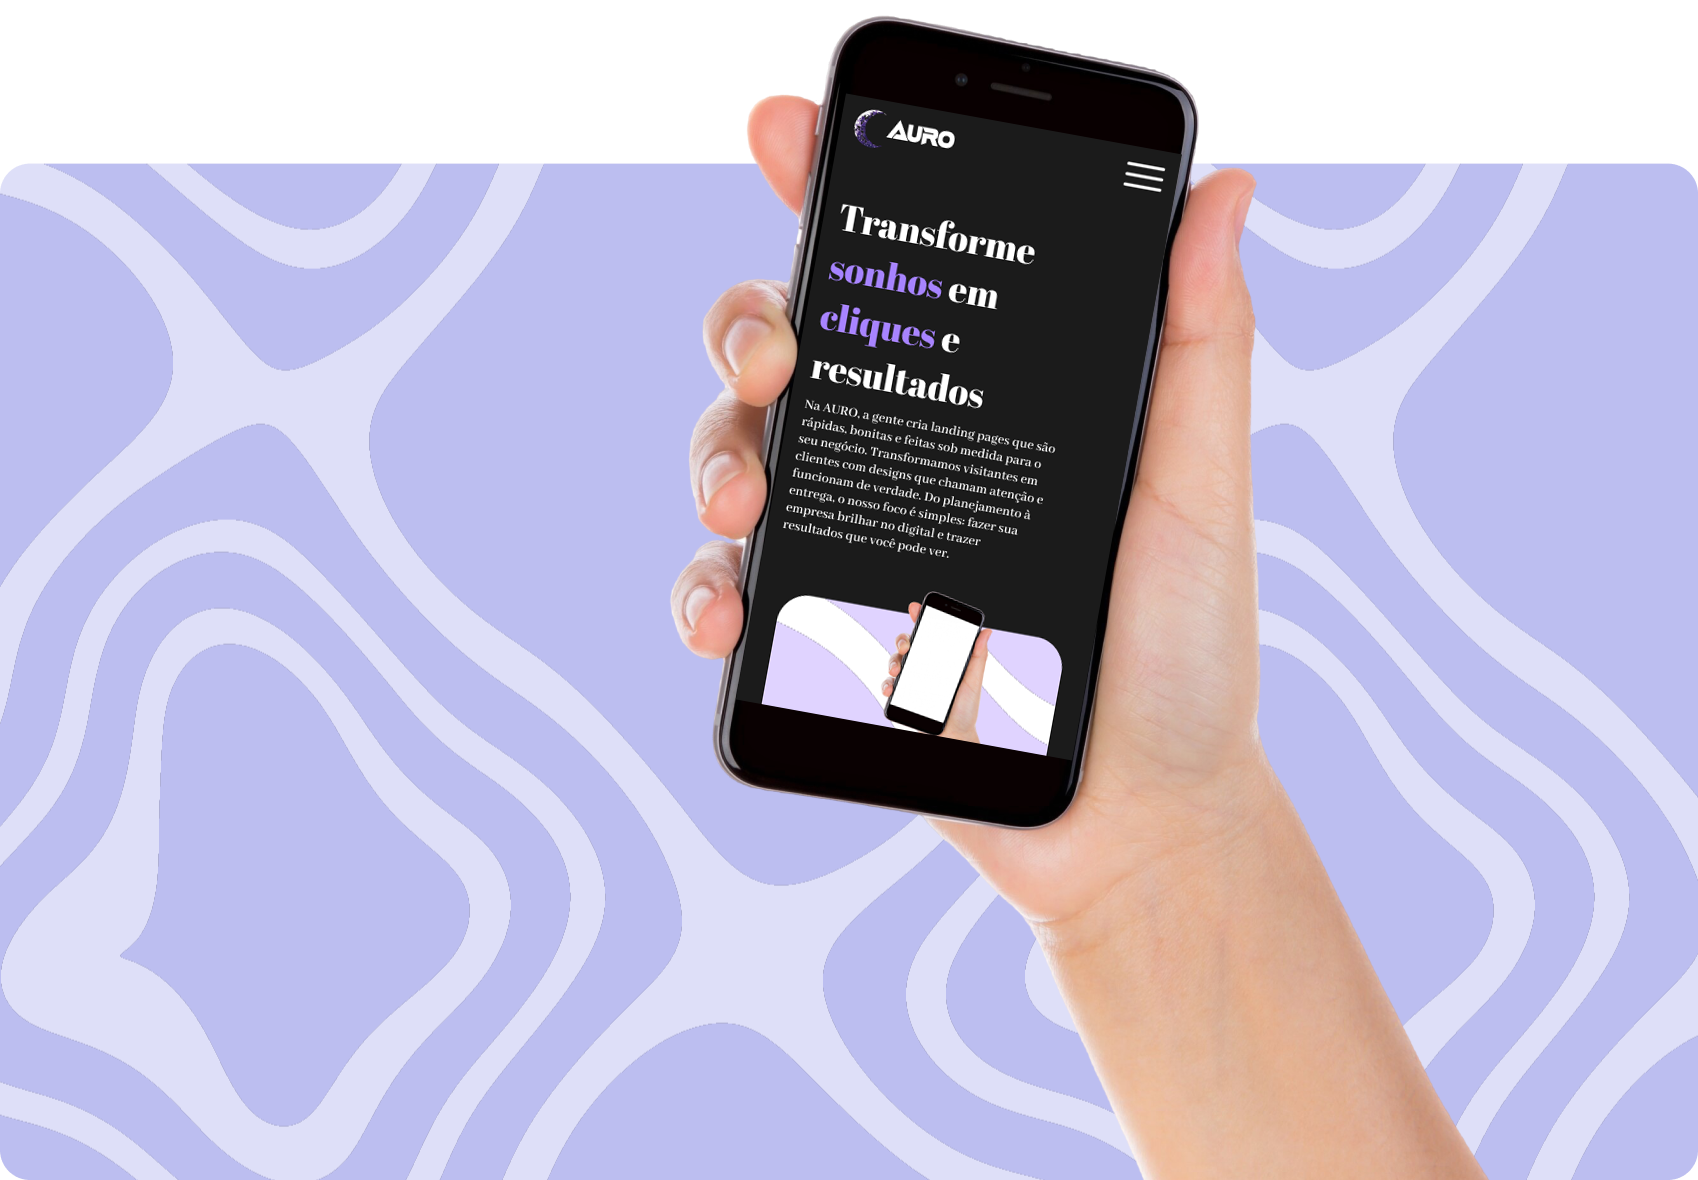 AURO
Transforme
sonhos em
cliques e
resultados
Na AURO, a gente cria landing pages que são
rápidas, bonitas e feitas sob medida para o
seu negócio. Transformamos visitantes em
clientes com designs que chamam atenção e
funcionam de verdade. Do planejamento à
entrega, o nosso foco é simples: fazer sua
empresa brilhar no digital e trazer
resultados que você pode ver.